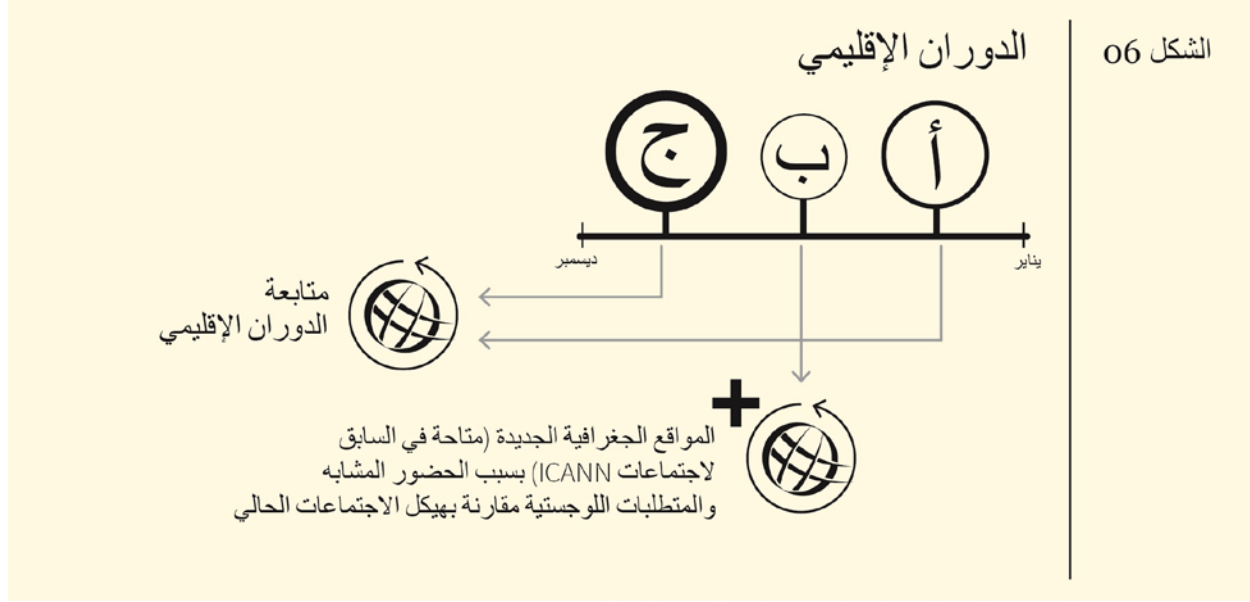 الشكل 06
الدوران الإقليمي
أ
ب
ج
يناير
ديسمبر
متابعة
الدوران الإقليمي
+
المواقع الجغرافية الجديدة (متاحة في السابق
لاجتماعات ICANN) بسبب الحضور المشابه
والمتطلبات اللوجستية مقارنة بهيكل الاجتماعات الحالي